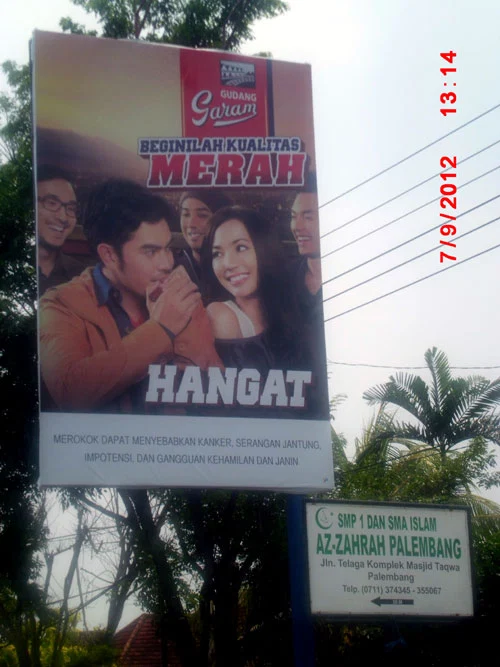 GUDANG
Garam
BEGINILAH KUALITAS
MERAH
HANGAT
MEROKOK DAPAT MENYEBABKAN KANKER, SERANGAN JANTUNG,
IMPOTENSI, DAN GANGGUAN KEHAMILAN DAN JANIN
SMP 1 DAN SMA ISLAM
AZ-ZAHRAH PALEMBANG
Jln. Telaga Komplek Masjid Taqwa
Palembang
Telp. (0711) 374345 - 355067
7/9/2012 13:14